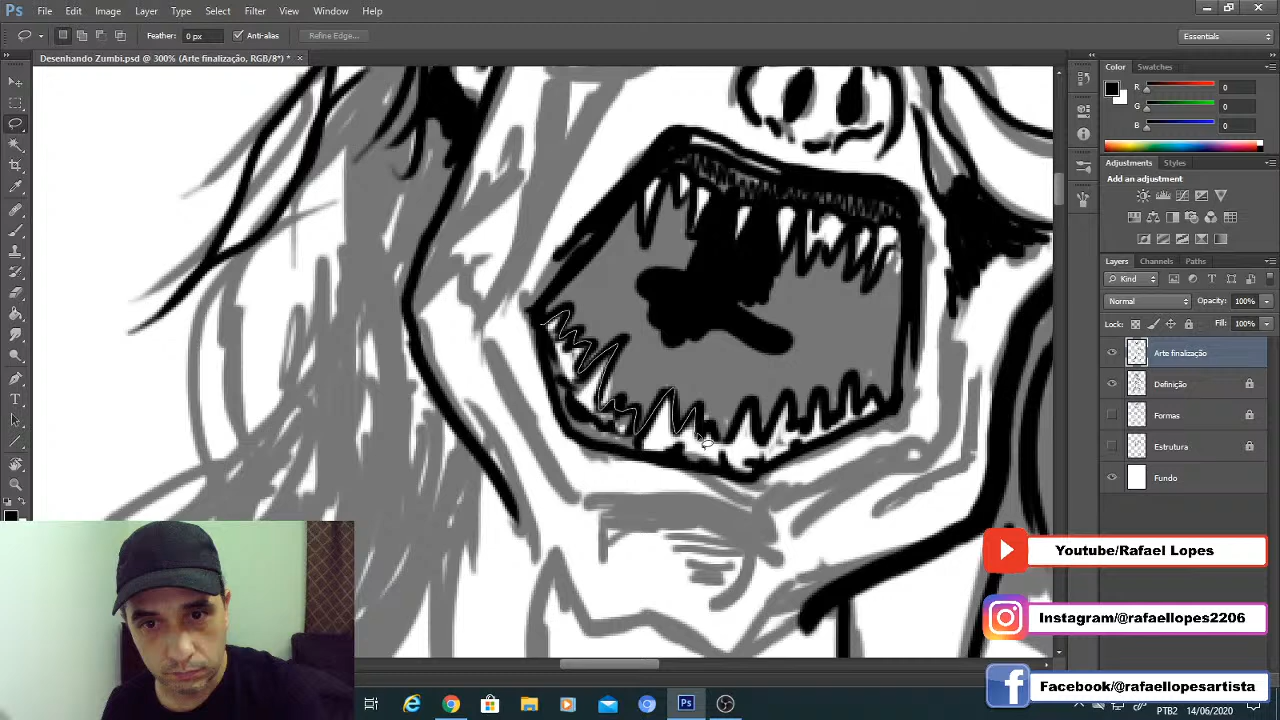 Ps File Edit Image Layer Type Select Filter View Window Help
Feather: 0 px Anti-alias Refine Edge... Essentials
Desenhando Zumbi.psd @ 300% (Arte finalização, RGB/8*) * ×
Color Swatches
R 0
G 0
B 0
Adjustments Styles
Add an adjustment
Layers Channels Paths
Kind
Normal Opacity: 100%
Lock: Fill: 100%
Arte finalização
Definição
Formas
Estrutura
Fundo
Youtube/Rafael Lopes
Instagram/@rafaellopes2206
Facebook/@rafaellopesartista
Ps PTB2 14/06/2020